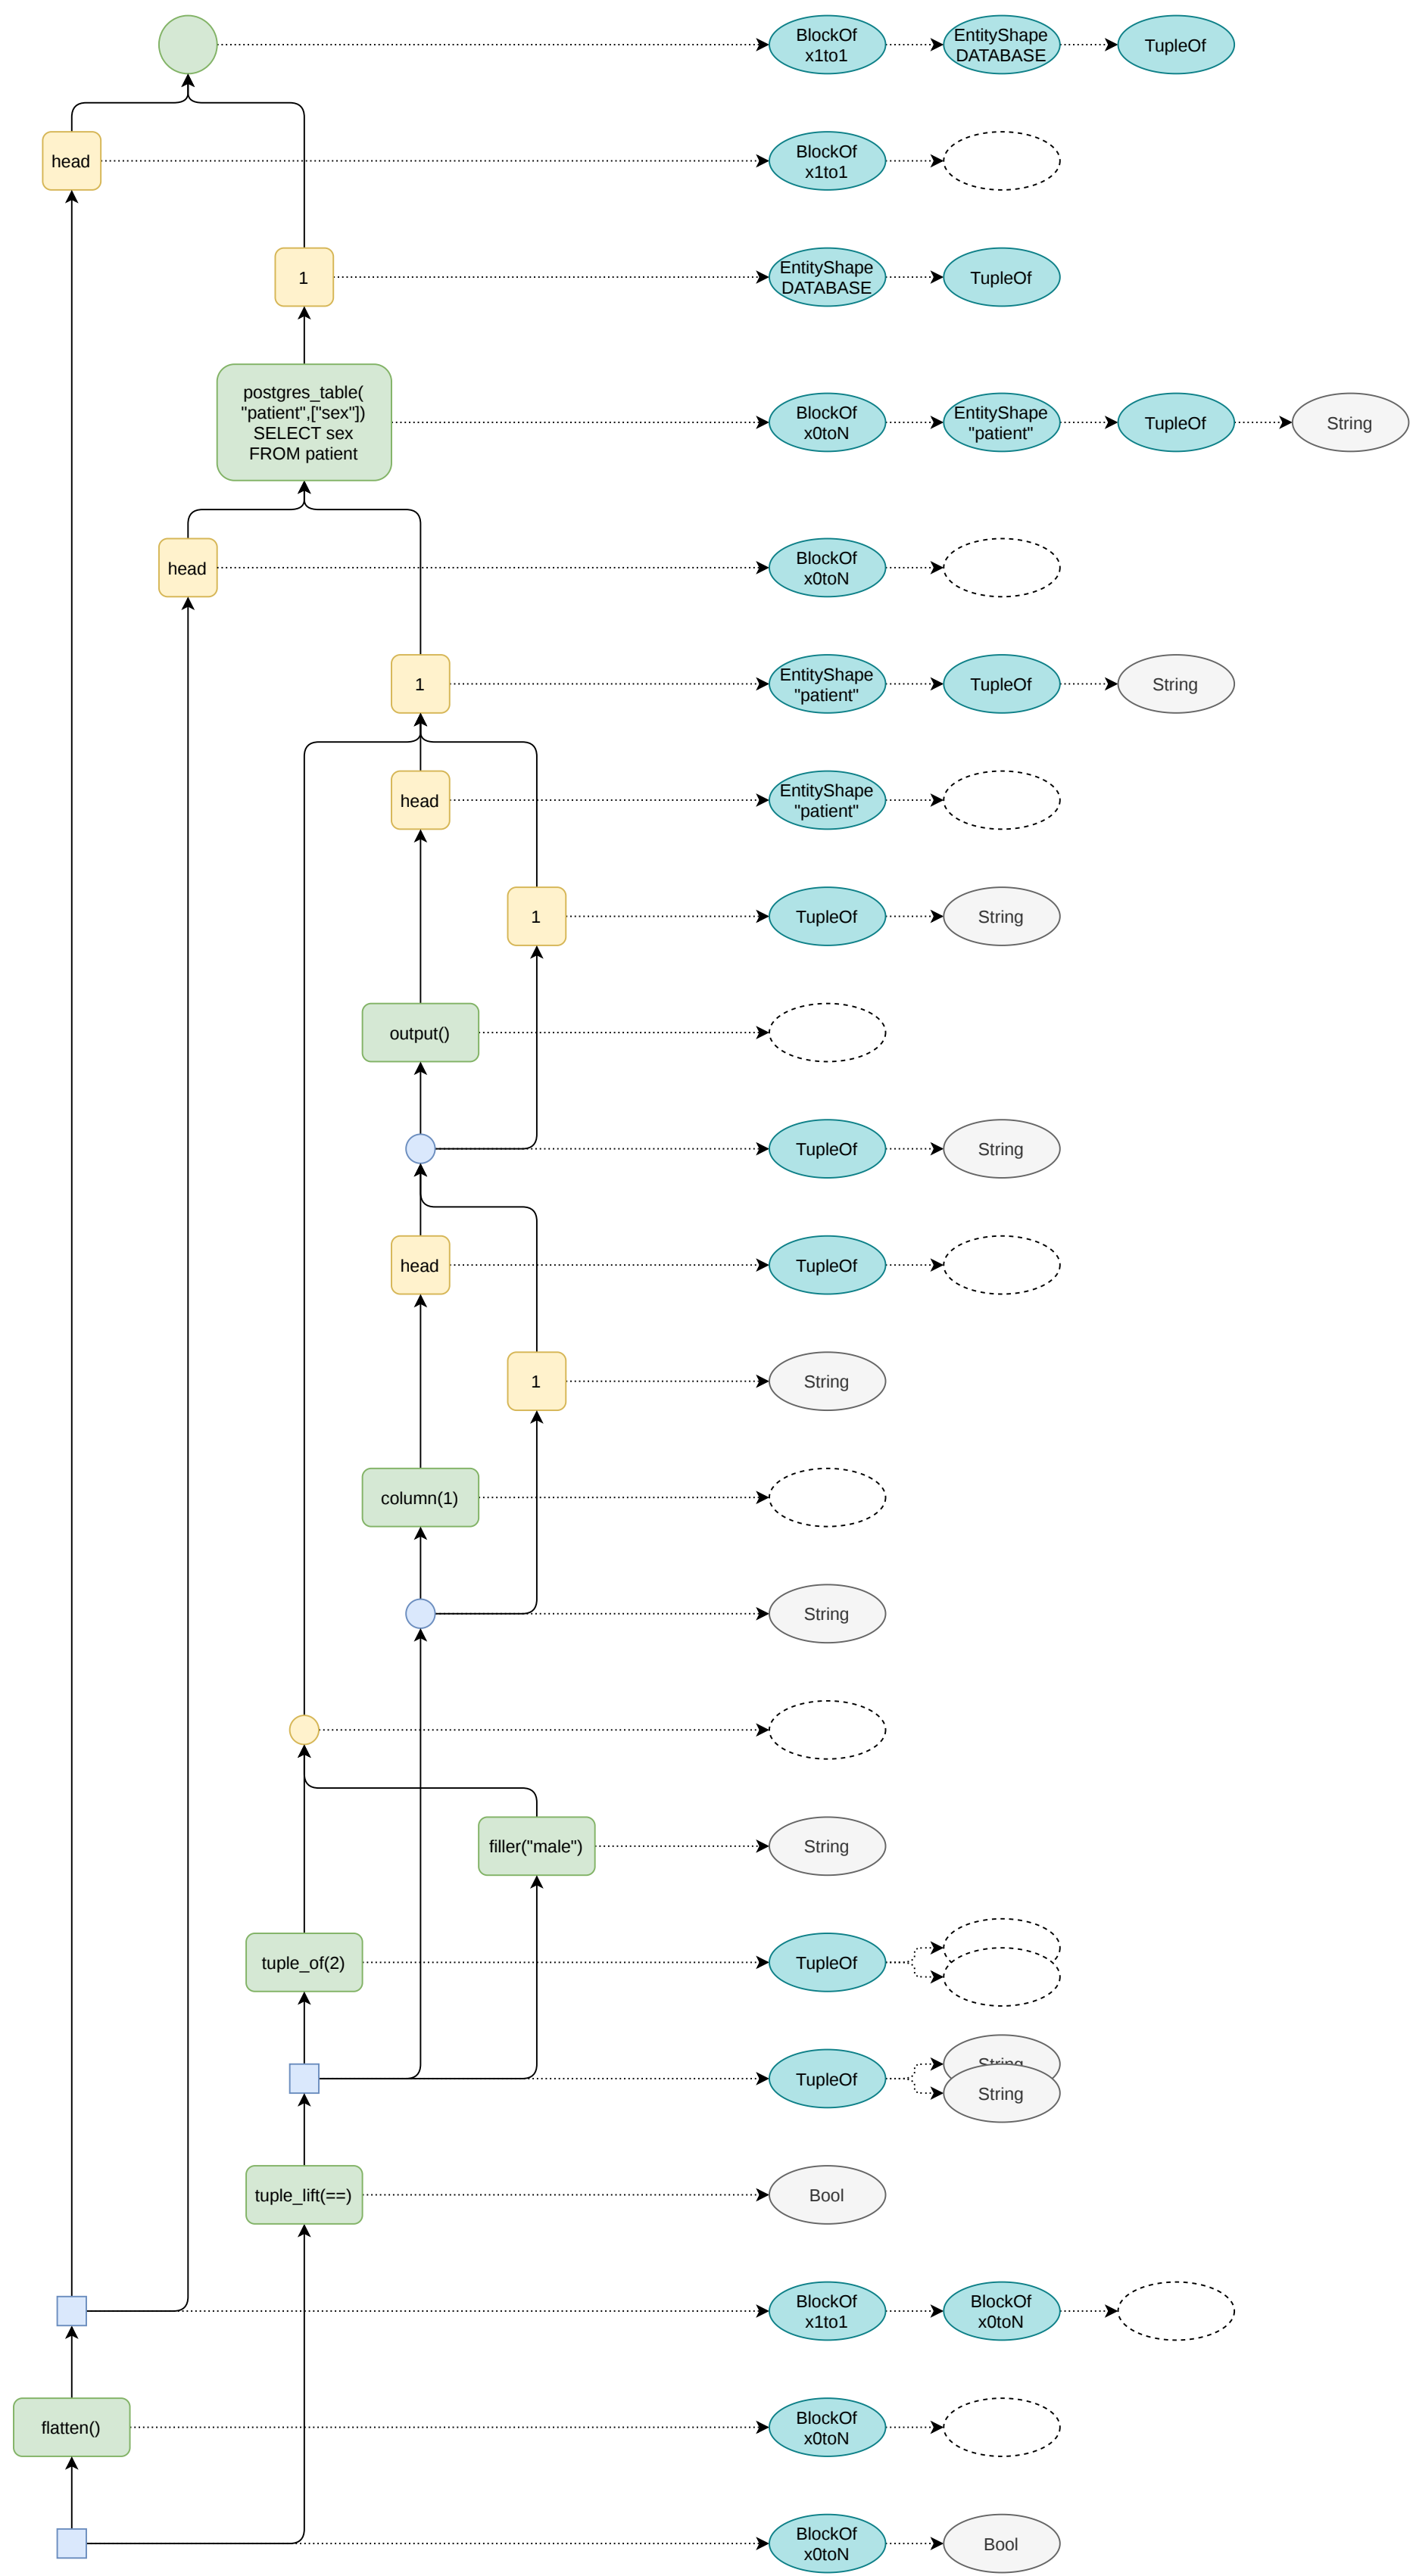 BlockOf
x1to1
EntityShape
DATABASE
TupleOf
head
BlockOf
x1to1
1
EntityShape
DATABASE
TupleOf
postgres_table(
"patient",["sex"])
SELECT sex
FROM patient
BlockOf
x0toN
EntityShape
"patient"
TupleOf
String
head
BlockOf
x0toN
1
EntityShape
"patient"
TupleOf
String
head
EntityShape
"patient"
1
TupleOf
String
output()
TupleOf
String
head
TupleOf
1
String
column(1)
String
filler("male")
String
tuple_of(2)
TupleOf
TupleOf
String
String
tuple_lift(==)
Bool
BlockOf
x1to1
BlockOf
x0toN
flatten()
BlockOf
x0toN
BlockOf
x0toN
Bool